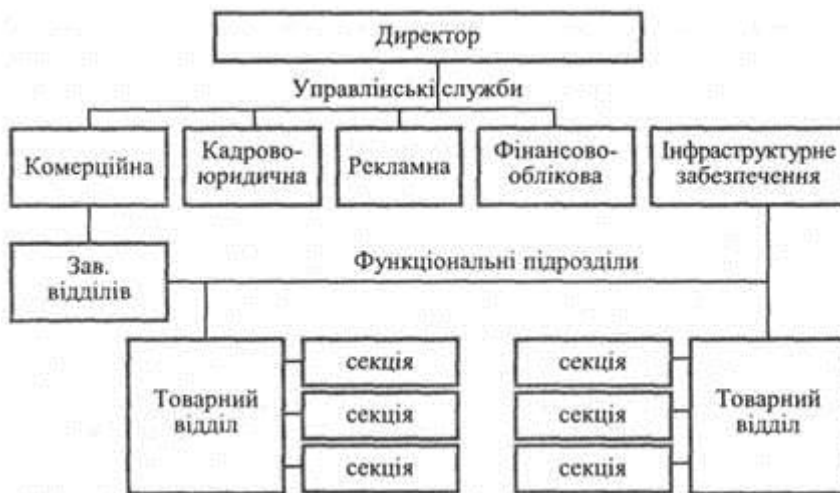 Директор
Управлінські служби
Комерційна
Кадрово-
юридична
Рекламна
Фінансово-
облікова
Інфраструктурне
забезпечення
Зав.
відділів
Функціональні підрозділи
Товарний
відділ
секція
секція
секція
секція
секція
секція
Товарний
відділ